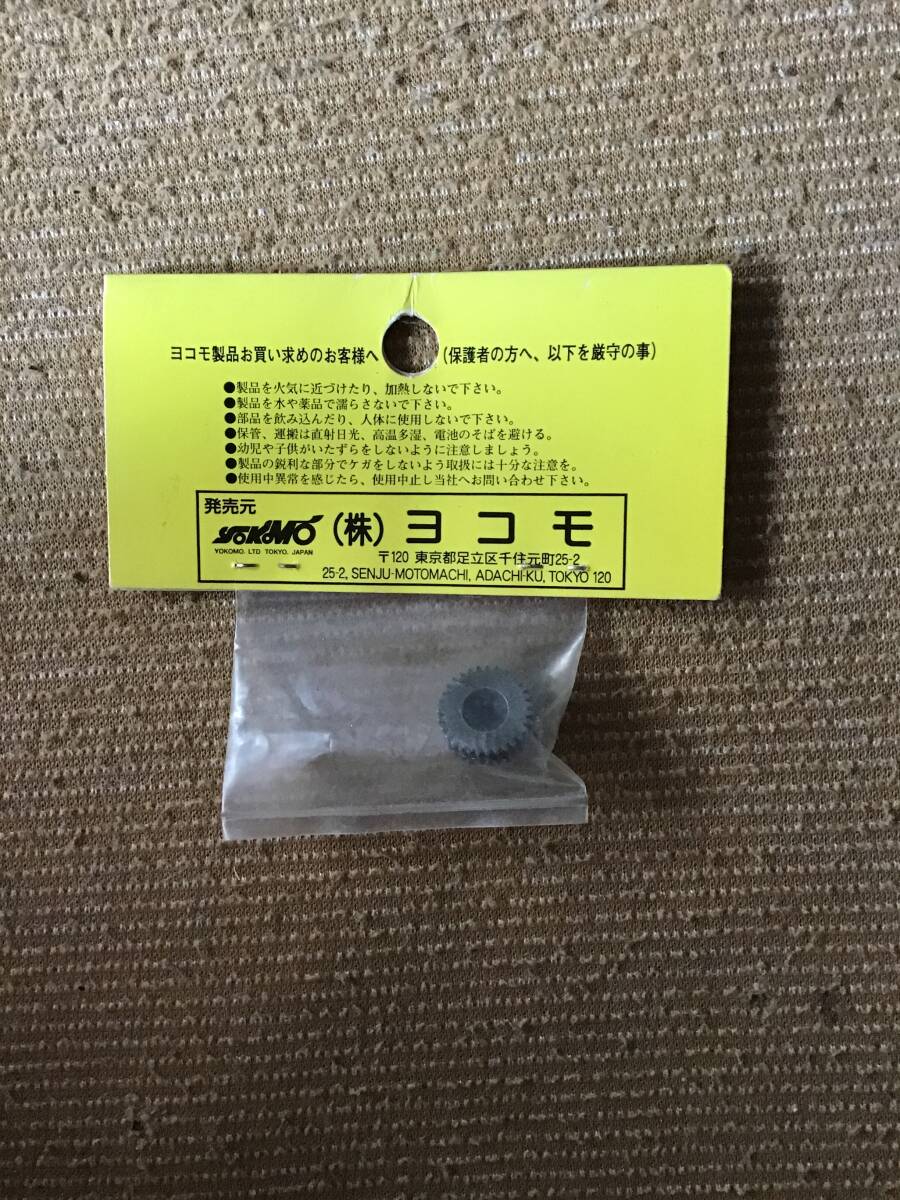 ヨコモ製品お買い求めのお客様へ (保護者の方へ、以下を厳守の事)
●製品を火気に近づけたり、加熱しないで下さい。
●製品を水や薬品で濡らさないで下さい。
●部品を飲み込んだり、人体に使用しないで下さい。
●保管、運搬は直射日光、高温多湿、電池のそばを避ける。
●幼児や子供がいたずらをしないように注意しましょう。
●製品の鋭利な部分でケガをしないよう取扱には十分な注意を。
●使用中異常を感じたら、使用中止し当社へお問い合わせ下さい。
発売元
YOKOMO (株) ヨコモ
YOKOMO. LTD TOKYO. JAPAN
〒120 東京都足立区千住元町25-2
25-2, SENJU-MOTOMACHI, ADACHI-KU, TOKYO 120